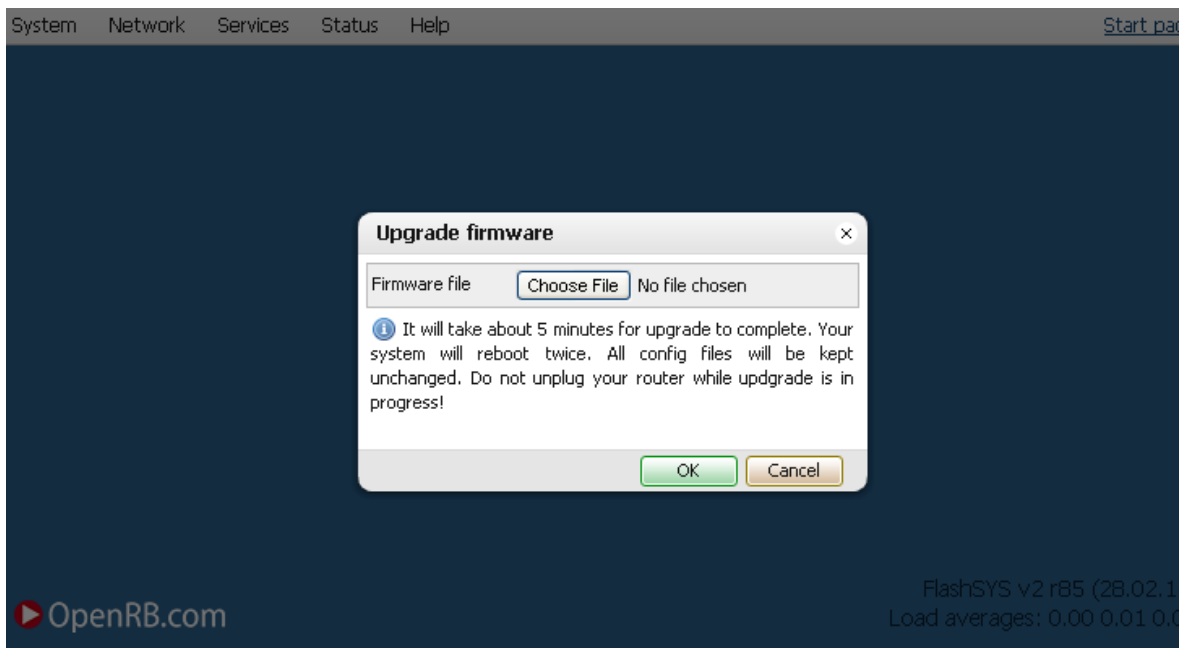 System Network Services Status Help Start pa
Upgrade firmware
Firmware file Choose File No file chosen
It will take about 5 minutes for upgrade to complete. Your
system will reboot twice. All config files will be kept
unchanged. Do not unplug your router while updgrade is in
progress!
OK Cancel
FlashSYS v2 r85 (28.02.1
OpenRB.com
Load averages: 0.00 0.01 0.0